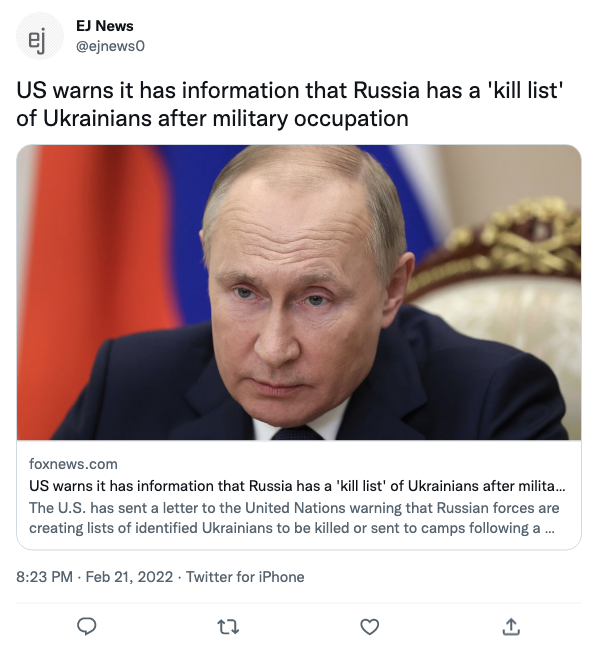 ej
EJ News
@ejnews0
US warns it has information that Russia has a 'kill list'
of Ukrainians after military occupation
foxnews.com
US warns it has information that Russia has a 'kill list' of Ukrainians after milita...
The U.S. has sent a letter to the United Nations warning that Russian forces are
creating lists of identified Ukrainians to be killed or sent to camps following a ...
8:23 PM · Feb 21, 2022 · Twitter for iPhone